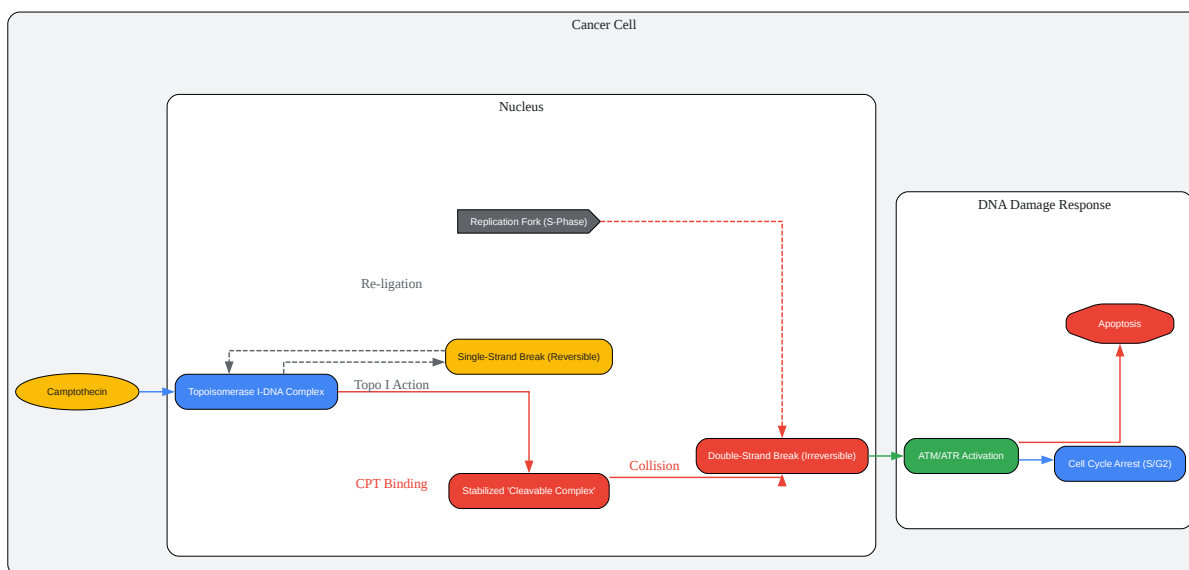 Cancer Cell
Nucleus
DNA Damage Response
Replication Fork (S-Phase)
Re-ligation
Apoptosis
Single-Strand Break (Reversible)
Camptothecin
Topoisomerase I-DNA Complex
Topo I Action
Double-Strand Break (Irreversible)
ATM/ATR Activation
Cell Cycle Arrest (S/G2)
Collision
CPT Binding
Stabilized 'Cleavable Complex'